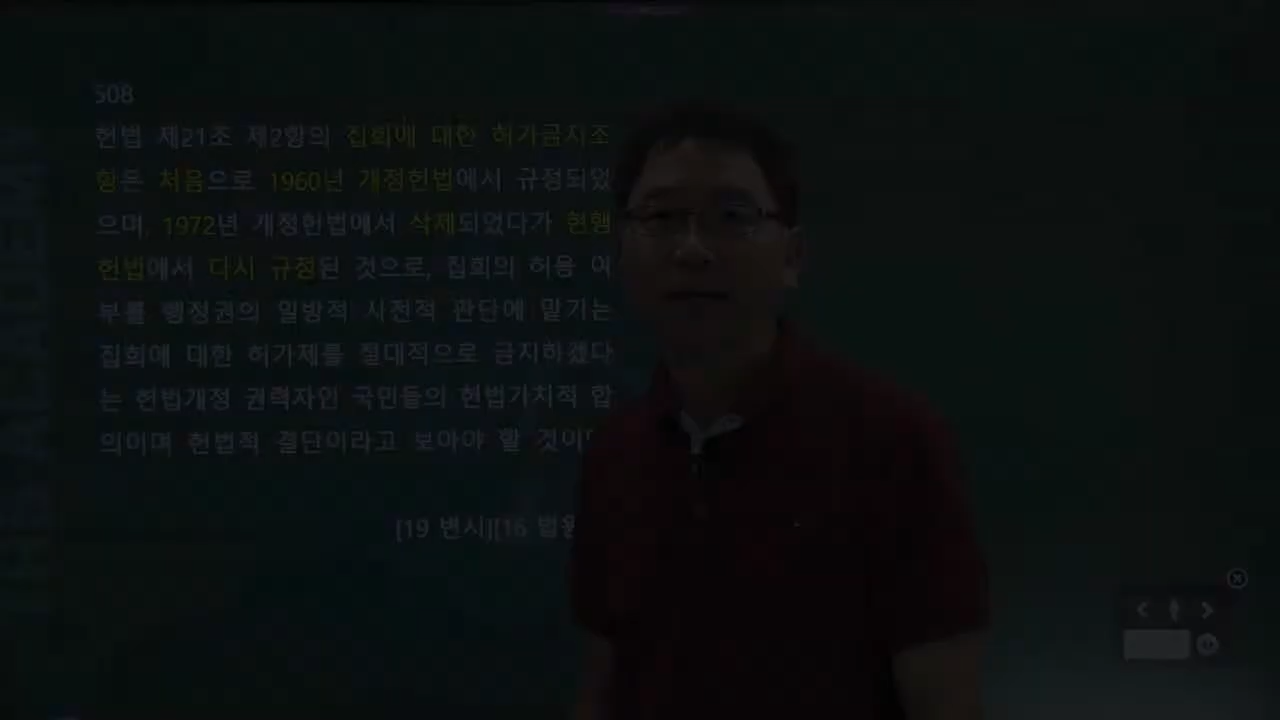 508
헌법 제21조 제2항의 집회에 대한 허가금지조
항은 처음으로 1960년 개정헌법에서 규정되었
으며, 1972년 개정헌법에서 삭제되었다가 현행
헌법에서 다시 규정된 것으로, 집회의 허용 여
부를 행정권의 일방적 사전적 판단에 맡기는
집회에 대한 허가제를 절대적으로 금지하겠다
는 헌법개정 권력자인 국민들의 헌법가치적 합
의이며 헌법적 결단이라고 보아야 할
[19 변시][16